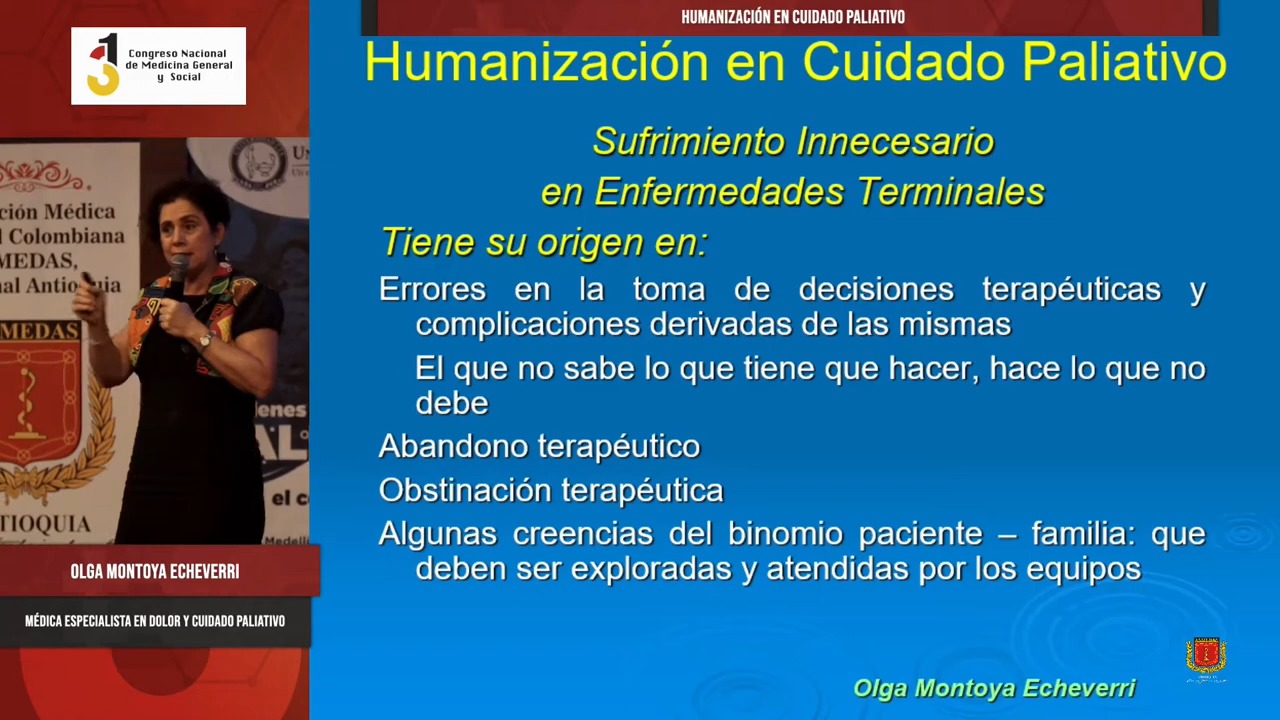 HUMANIZACIÓN EN CUIDADO PALIATIVO
31
Congreso Nacional
de Medicina General
y Social
Humanización en Cuidado Paliativo
Sufrimiento Innecesario
en Enfermedades Terminales
Tiene su origen en:
Errores en la toma de decisiones terapéuticas y
complicaciones derivadas de las mismas
El que no sabe lo que tiene que hacer, hace lo que no
debe
Abandono terapéutico
Obstinación terapéutica
Algunas creencias del binomio paciente – familia: que
deben ser exploradas y atendidas por los equipos
Olga Montoya Echeverri
ción Médica
l Colombiana
MEDAS,
nal Antioquia
MEDAS
TIOQUIA
el c
OLGA MONTOYA ECHEVERRI
MÉDICA ESPECIALISTA EN DOLOR Y CUIDADO PALIATIVO